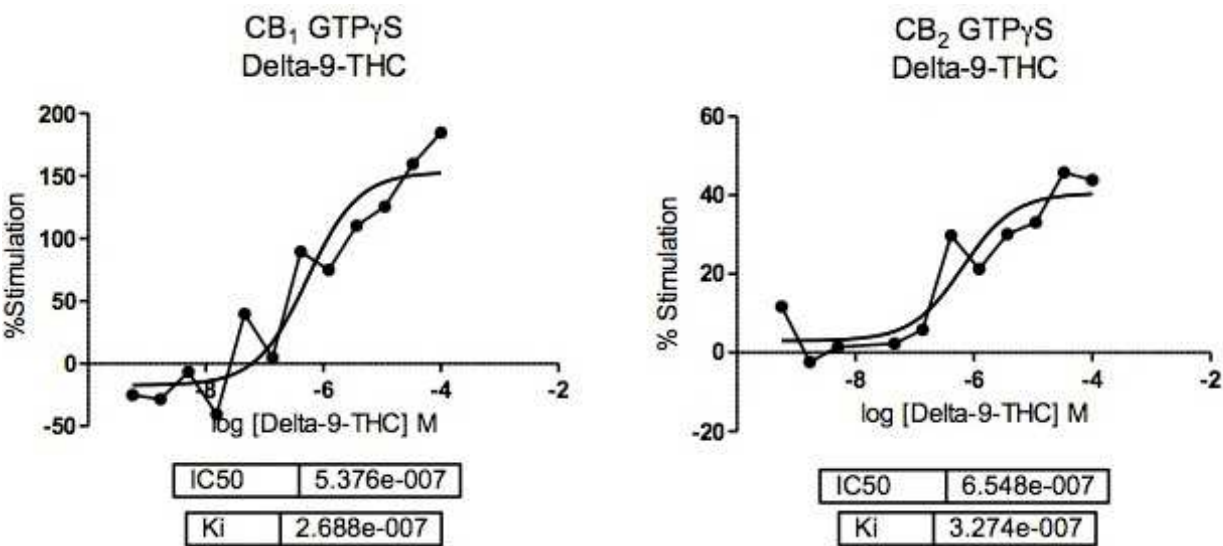 CB₁ GTPγS
Delta-9-THC
200
150
100
50
0
-50
%Stimulation
-8
-6
-4
-2
log [Delta-9-THC] M
IC50 5.376e-007
Ki 2.688e-007
CB₂ GTPγS
Delta-9-THC
60
40
20
0
-20
% Stimulation
-8
-6
-4
-2
log [Delta-9-THC] M
IC50 6.548e-007
Ki 3.274e-007